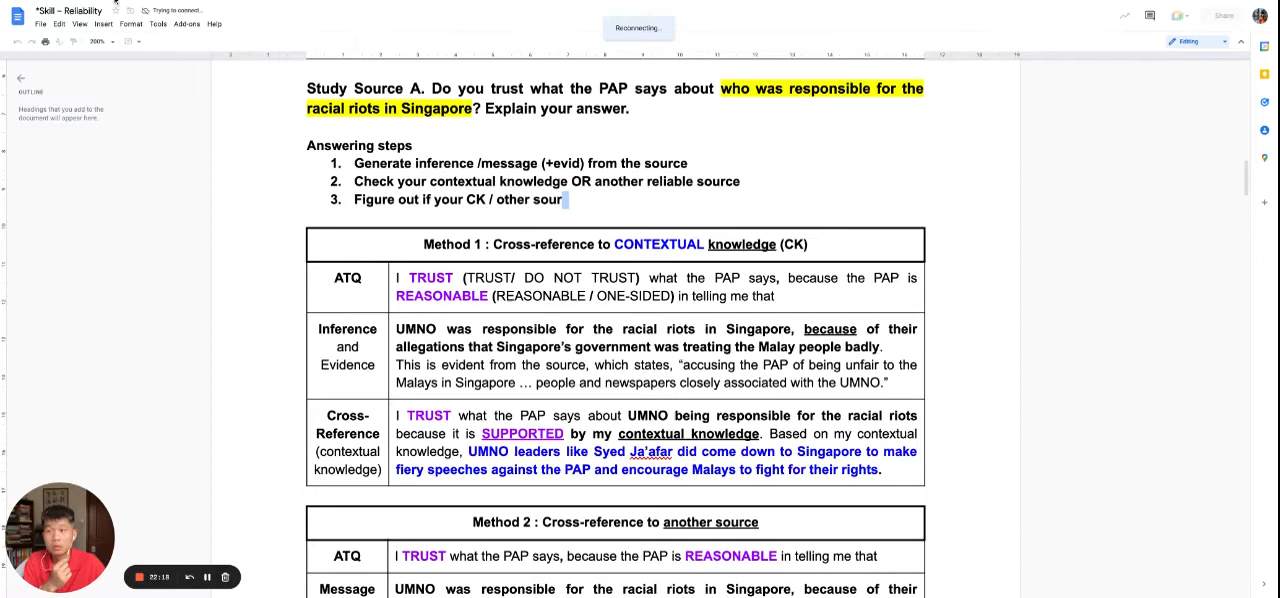 *Skill – Reliability
Trying to connect...
File Edit View Insert Format Tools Add-ons Help
Reconnecting...
Share
200%
Editing
OUTLINE
Headings that you add to the
document will appear here.
Study Source A. Do you trust what the PAP says about who was responsible for the
racial riots in Singapore? Explain your answer.
Answering steps
1. Generate inference /message (+evid) from the source
2. Check your contextual knowledge OR another reliable source
3. Figure out if your CK / other sour
Method 1 : Cross-reference to CONTEXTUAL knowledge (CK)
ATQ
I TRUST (TRUST/ DO NOT TRUST) what the PAP says, because the PAP is
REASONABLE (REASONABLE / ONE-SIDED) in telling me that
Inference
and
Evidence
UMNO was responsible for the racial riots in Singapore, because of their
allegations that Singapore's government was treating the Malay people badly.
This is evident from the source, which states, “accusing the PAP of being unfair to the
Malays in Singapore … people and newspapers closely associated with the UMNO.”
Cross-
Reference
(contextual
knowledge)
I TRUST what the PAP says about UMNO being responsible for the racial riots
because it is SUPPORTED by my contextual knowledge. Based on my contextual
knowledge, UMNO leaders like Syed Ja’afar did come down to Singapore to make
fiery speeches against the PAP and encourage Malays to fight for their rights.
Method 2 : Cross-reference to another source
ATQ
I TRUST what the PAP says, because the PAP is REASONABLE in telling me that
Message
UMNO was responsible for the racial riots in Singapore, because of their
22:18